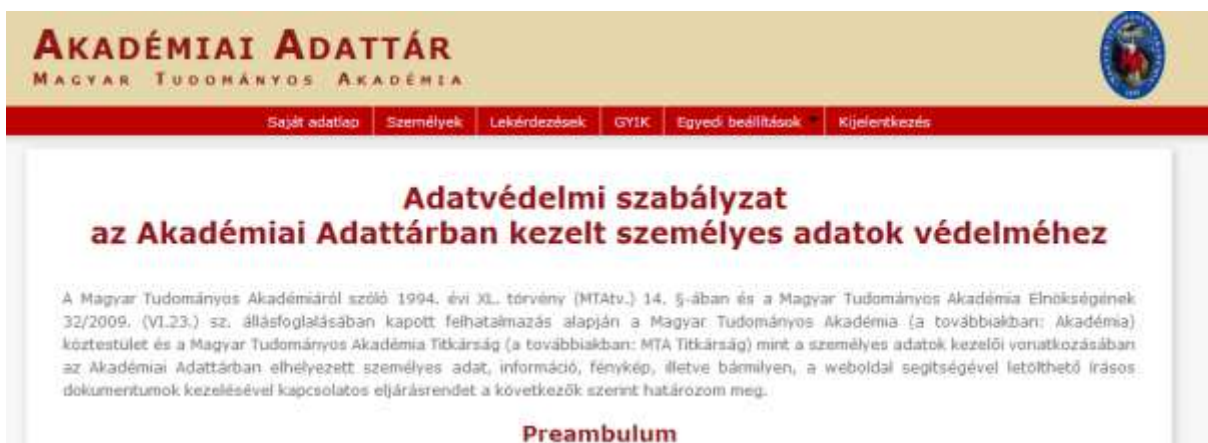 AKADÉMIAI ADATTÁR
MAGYAR TUDOMÁNYOS AKADÉMIA
Saját adatlap Személyek Lekérdezések GYIK Egyedi beállítások Kijelentkezés
Adatvédelmi szabályzat
az Akadémiai Adattárban kezelt személyes adatok védelméhez
A Magyar Tudományos Akadémiáról szóló 1994. évi XL. törvény (MTAtv.) 14. §-ában és a Magyar Tudományos Akadémia Elnökségének
32/2009. (VI.23.) sz. állásfoglalásában kapott felhatalmazás alapján a Magyar Tudományos Akadémia (a továbbiakban: Akadémia)
köztestület és a Magyar Tudományos Akadémia Titkárság (a továbbiakban: MTA Titkárság) mint a személyes adatok kezelői vonatkozásában
az Akadémiai Adattárban elhelyezett személyes adat, információ, fénykép, illetve bármilyen, a weboldal segítségével letölthető írásos
dokumentumok kezelésével kapcsolatos eljárásrendet a következők szerint határozom meg.
Preambulum